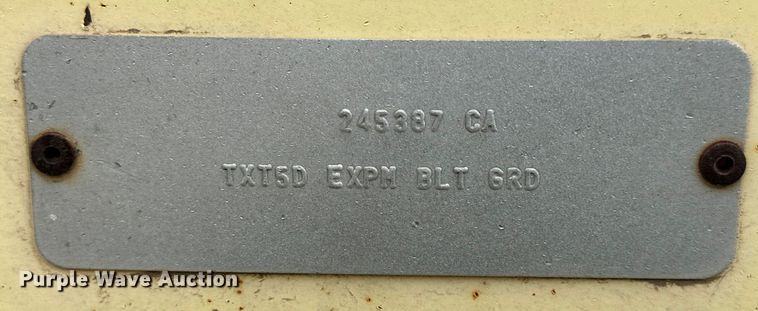 245387 CA
TXT5D EXPM BLT GRD
Purple Wave Auction